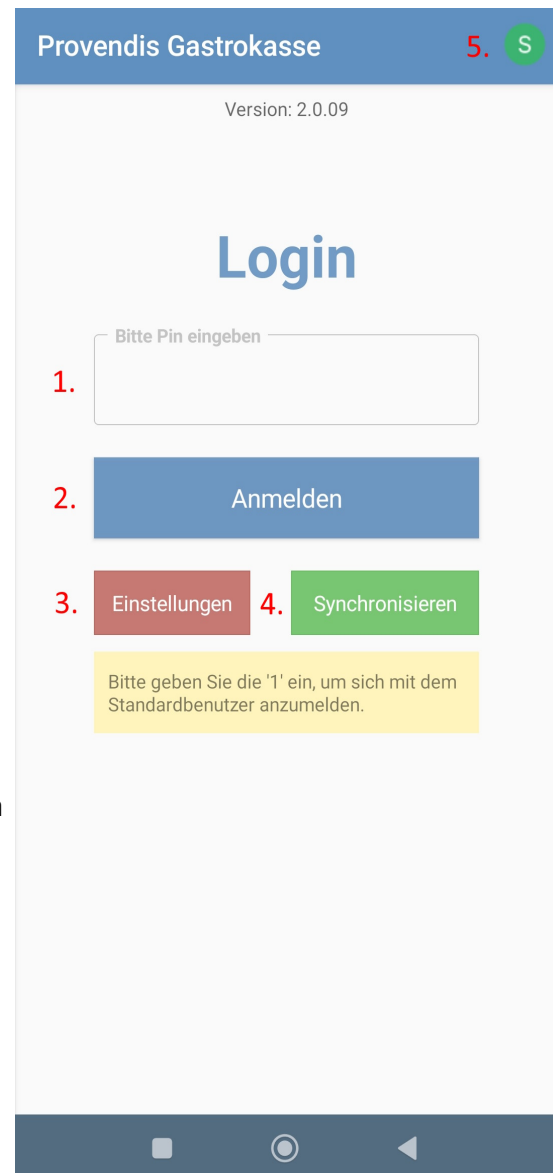 Provendis Gastrokasse 5. S
Version: 2.0.09
Login
Bitte Pin eingeben
1.
2. Anmelden
3. Einstellungen 4. Synchronisieren
Bitte geben Sie die '1' ein, um sich mit dem
Standardbenutzer anzumelden.